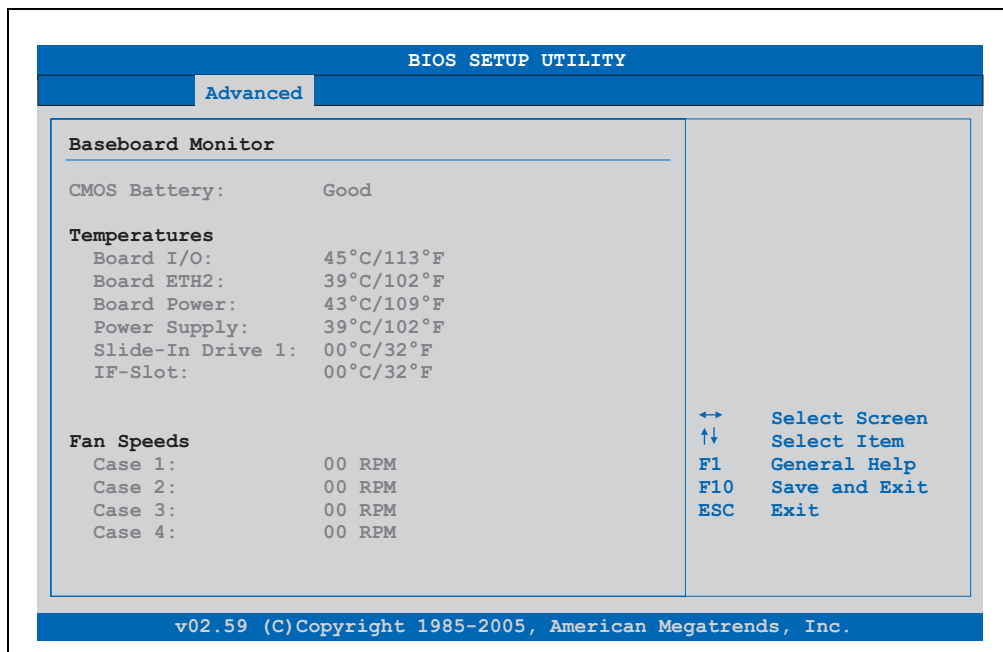 BIOS SETUP UTILITY
Advanced
Baseboard Monitor
CMOS Battery: Good
Temperatures
Board I/O: 45°C/113°F
Board ETH2: 39°C/102°F
Board Power: 43°C/109°F
Power Supply: 39°C/102°F
Slide-In Drive 1: 00°C/32°F
IF-Slot: 00°C/32°F
Fan Speeds
Case 1: 00 RPM
Case 2: 00 RPM
Case 3: 00 RPM
Case 4: 00 RPM
↔ Select Screen
↑↓ Select Item
F1 General Help
F10 Save and Exit
ESC Exit
v02.59 (C)Copyright 1985-2005, American Megatrends, Inc.